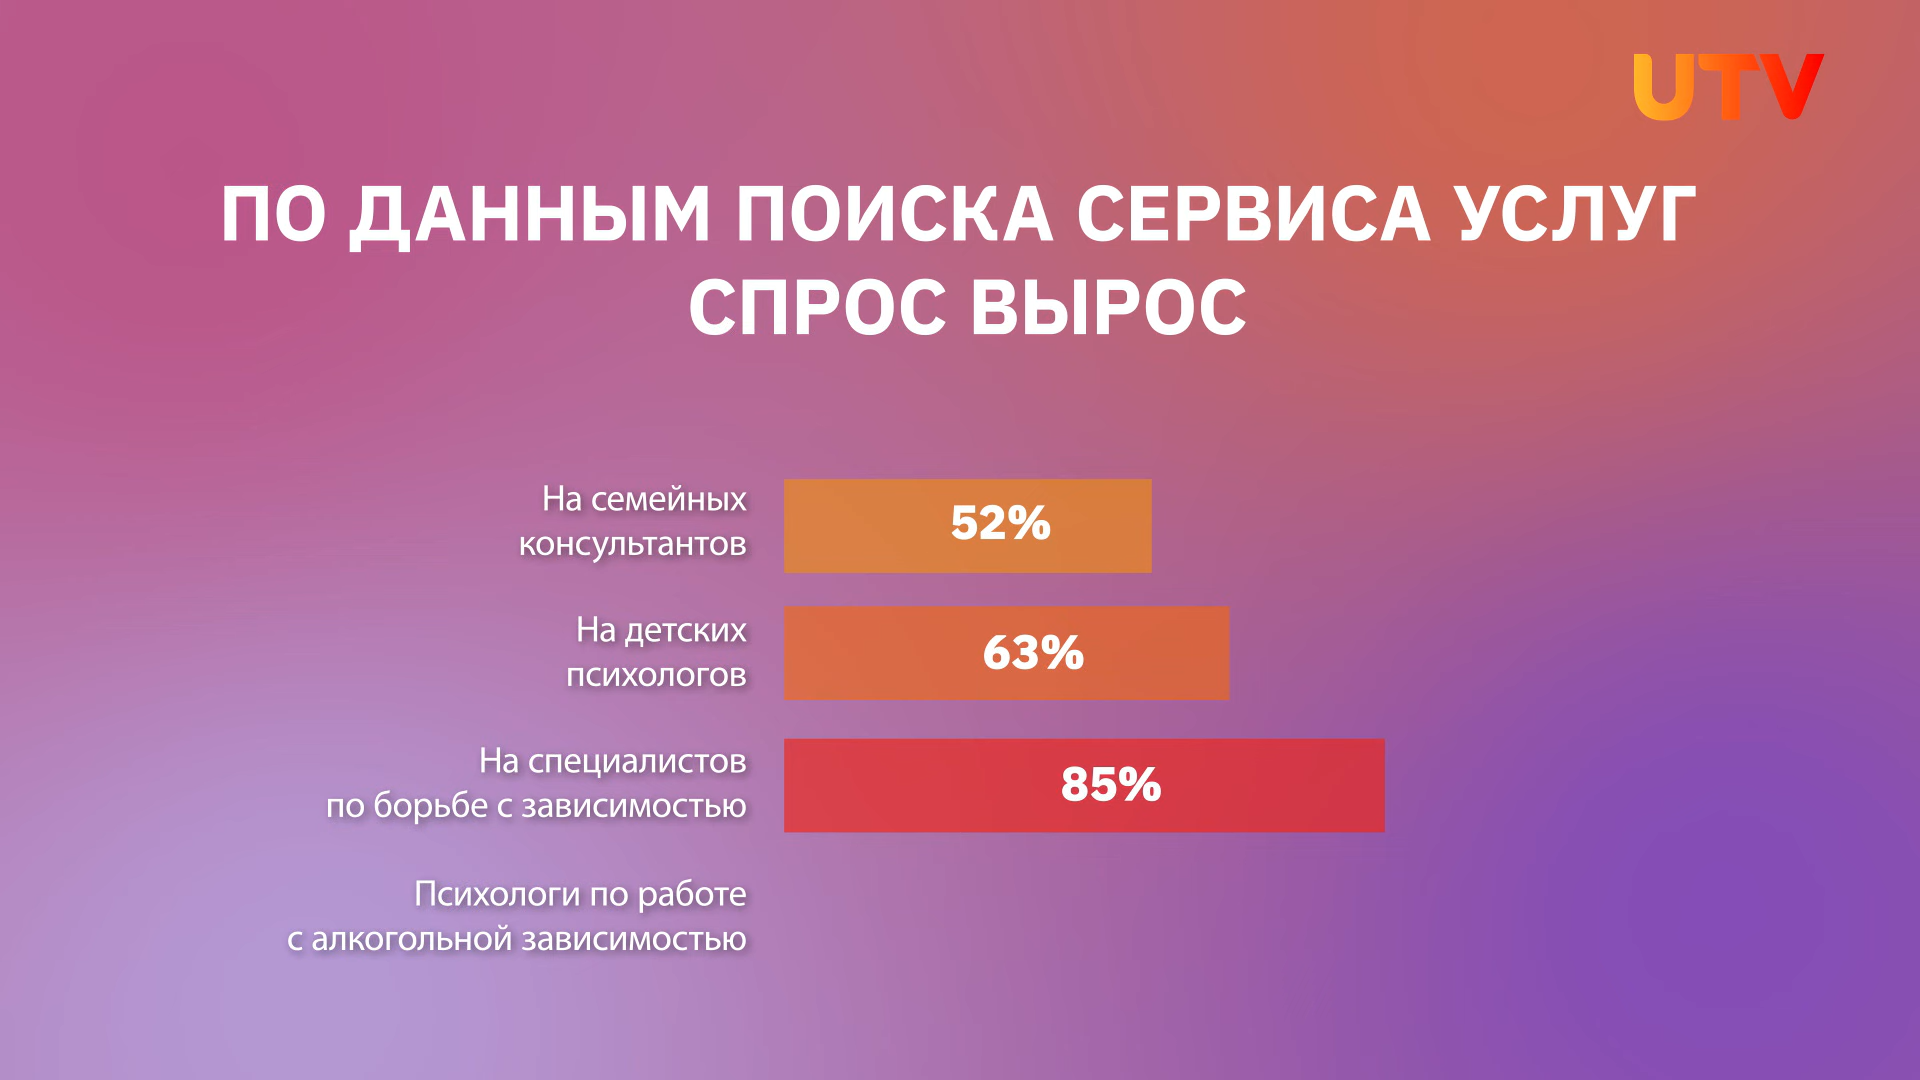 UTV
ПО ДАННЫМ ПОИСКА СЕРВИСА УСЛУГ
СПРОС ВЫРОС
На семейных
консультантов
52%
На детских
психологов
63%
На специалистов
по борьбе с зависимостью
85%
Психологи по работе
с алкогольной зависимостью